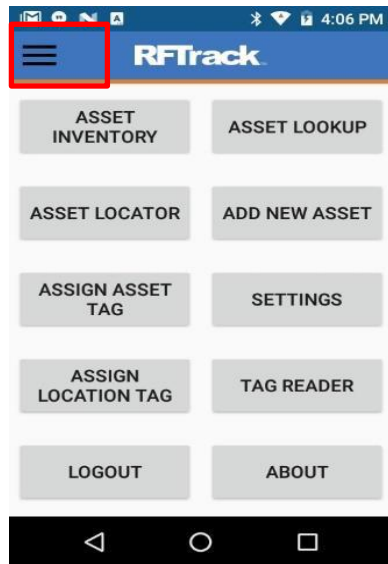 4:06 PM
RFTrack
ASSET
INVENTORY
ASSET LOOKUP
ASSET LOCATOR
ADD NEW ASSET
ASSIGN ASSET
TAG
SETTINGS
ASSIGN
LOCATION TAG
TAG READER
LOGOUT
ABOUT